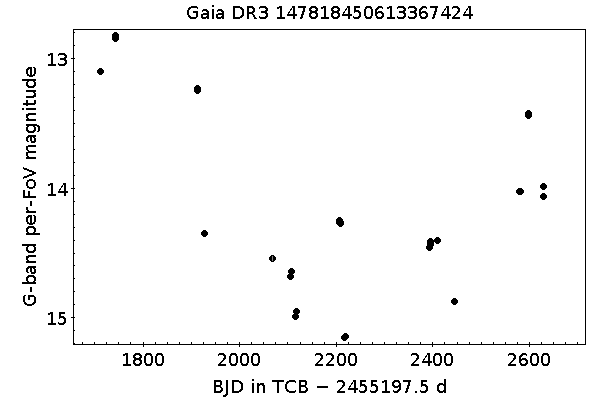 Gaia DR3 147818450613367424
G-band per-FoV magnitude
13
14
15
1800 2000 2200 2400 2600
BJD in TCB − 2455197.5 d